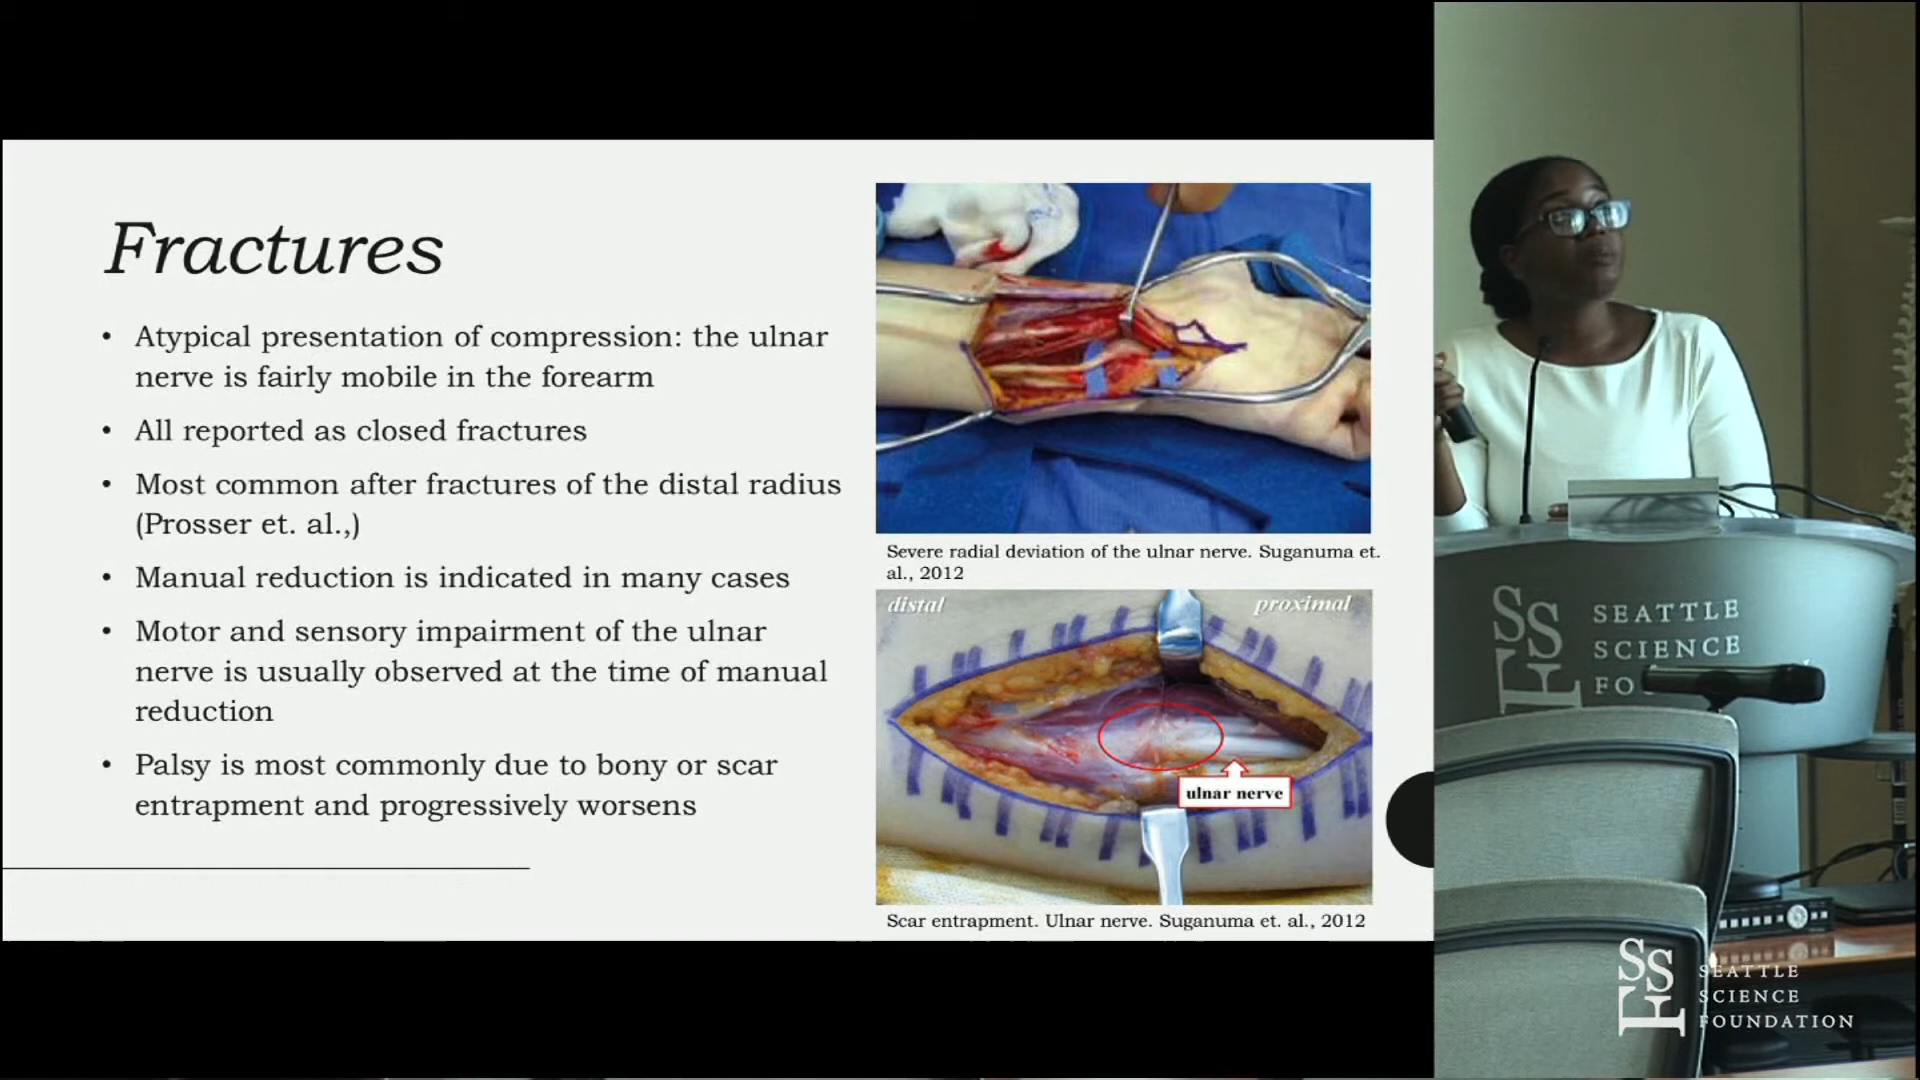 Fractures
• Atypical presentation of compression: the ulnar
nerve is fairly mobile in the forearm
• All reported as closed fractures
• Most common after fractures of the distal radius
(Prosser et. al.,)
• Manual reduction is indicated in many cases
• Motor and sensory impairment of the ulnar
nerve is usually observed at the time of manual
reduction
• Palsy is most commonly due to bony or scar
entrapment and progressively worsens
Severe radial deviation of the ulnar nerve. Suganuma et.
al., 2012
distal
proximal
ulnar nerve
Scar entrapment. Ulnar nerve. Suganuma et. al., 2012
SSF
SEATTLE
SCIENCE
SSF
SEATTLE
SCIENCE
FOUNDATION